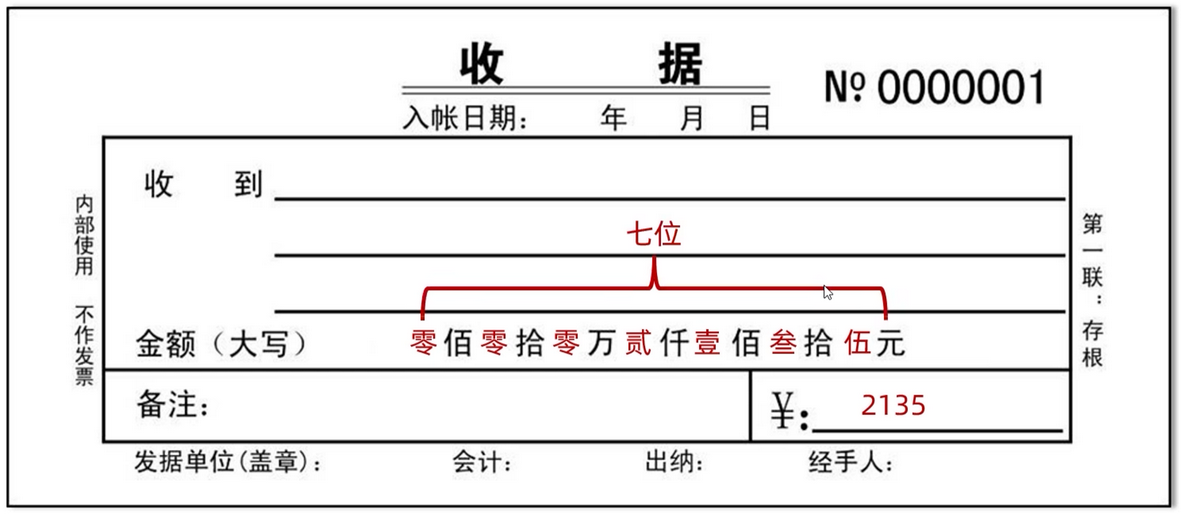 收 据
№ 0000001
入帐日期： 年 月 日
收 到
七位
金额（大写） 零佰零拾零万贰仟壹佰叁拾伍元
备注：
¥: 2135
发据单位(盖章)： 会计： 出纳： 经手人：
内部使用 不作发票
第一联：存根